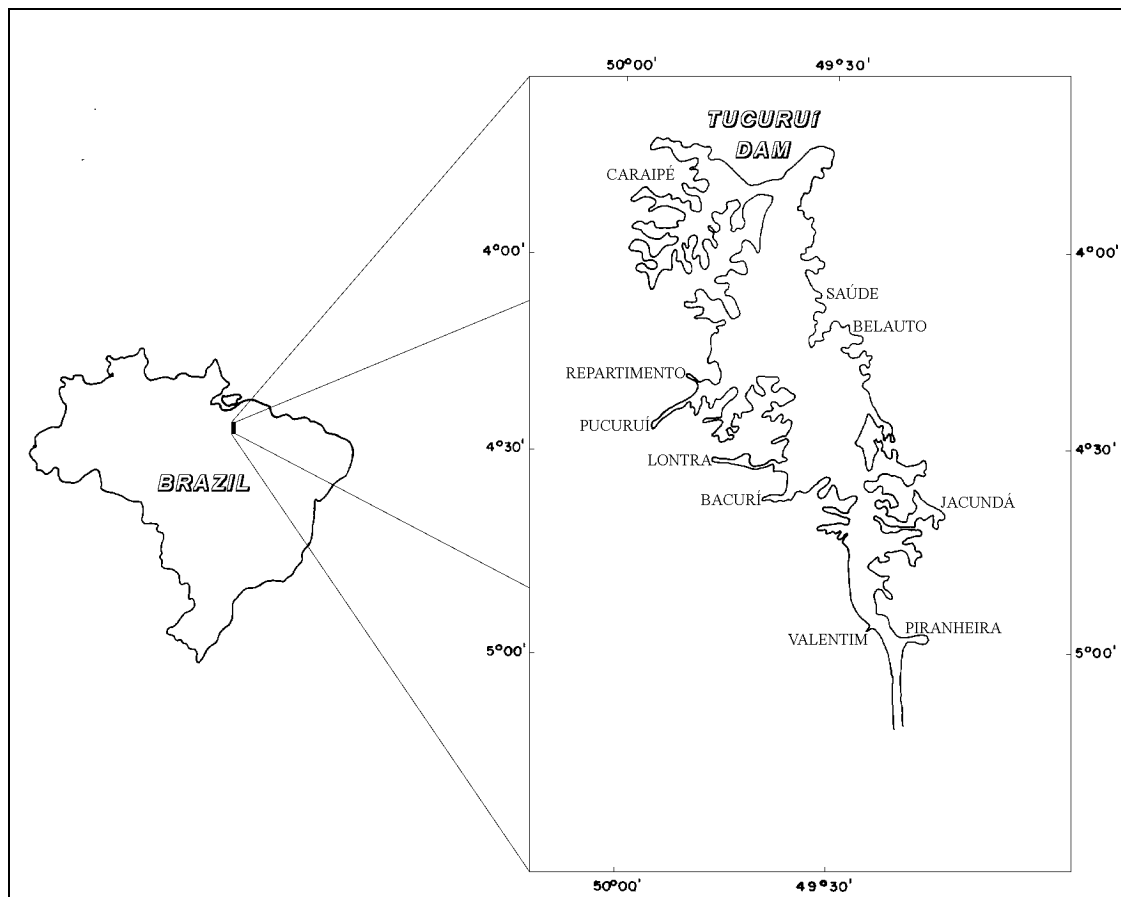 50°00'
49°30'
TUCURUÍ
DAM
CARAIPÉ
4°00'
4°00'
SAÚDE
BELAUTO
REPARTIMENTO
PUCURUÍ
4°30'
4°30'
LONTRA
BRAZIL
BACURÍ
JACUNDÁ
PIRANHEIRA
VALENTIM
5°00'
5°00'
50°00'
49°30'